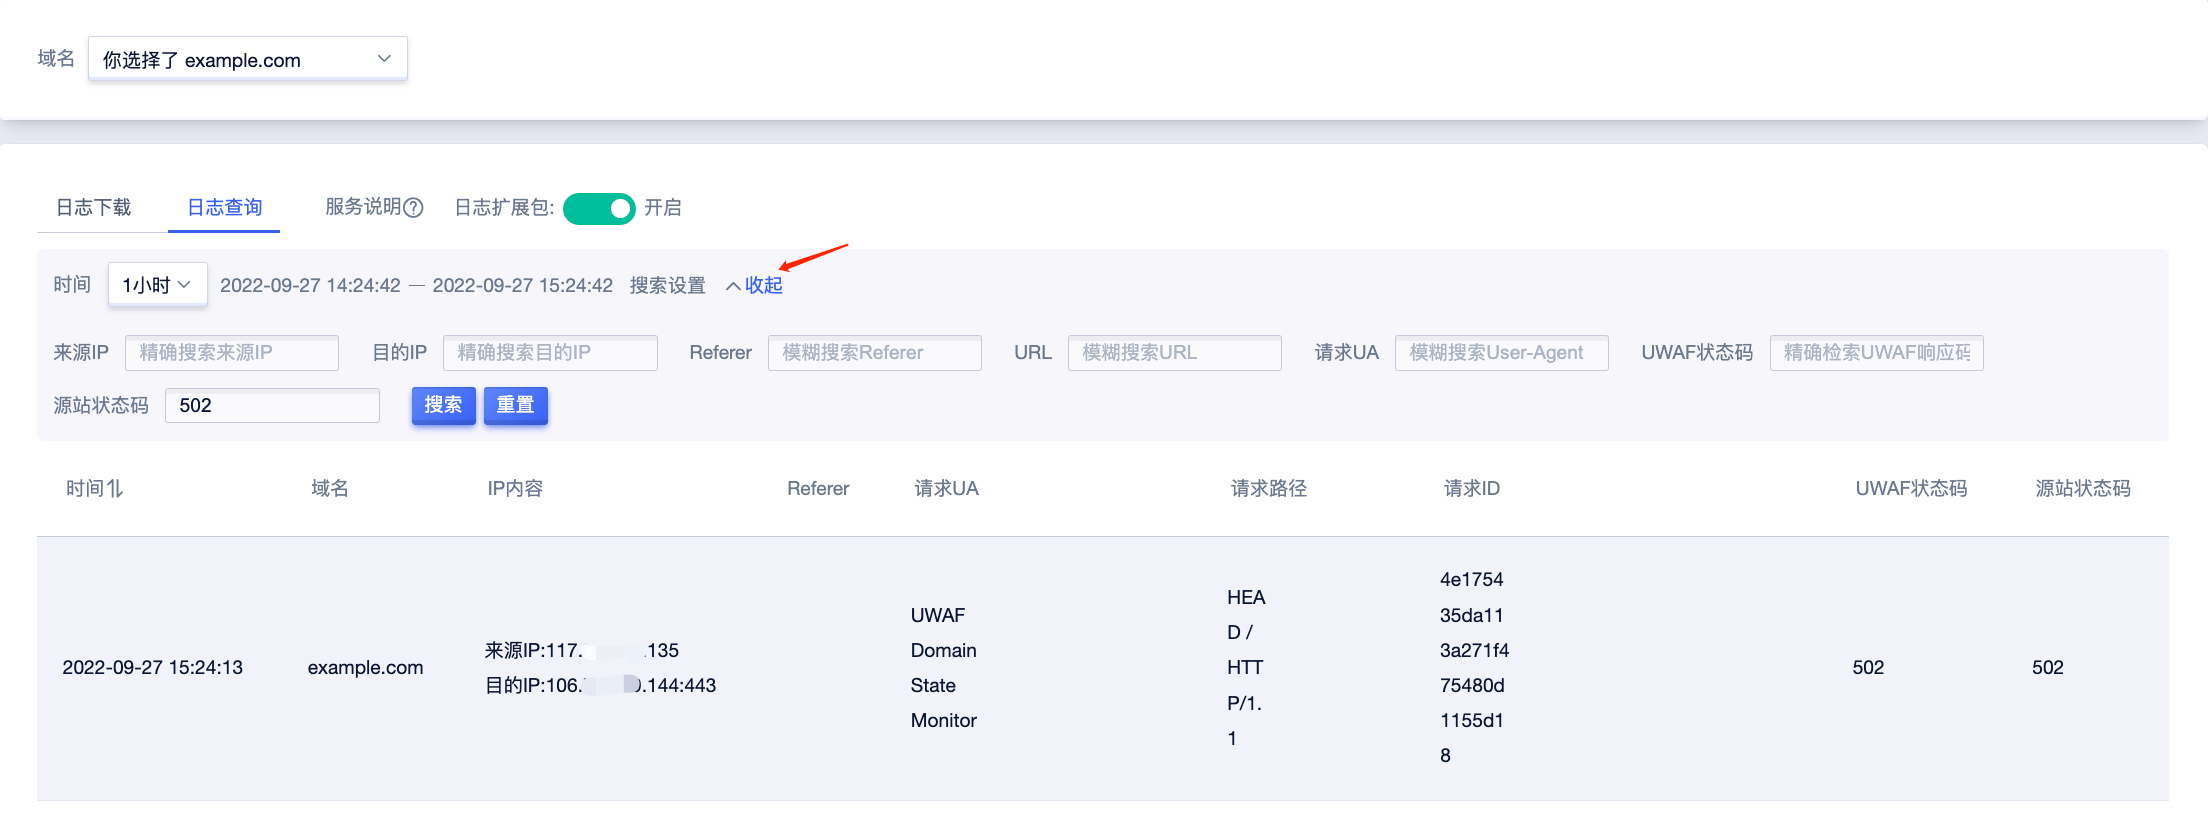 域名 你选择了 example.com
日志下载 日志查询 服务说明 日志扩展包: 开启
时间 1小时 2022-09-27 14:24:42 — 2022-09-27 15:24:42 搜索设置 收起
来源IP 精确搜索来源IP 目的IP 精确搜索目的IP Referer 模糊搜索Referer URL 模糊搜索URL 请求UA 模糊搜索User-Agent UWAF状态码 精确检索UWAF响应码
源站状态码 502 搜索 重置
时间 域名 IP内容 Referer 请求UA 请求路径 请求ID UWAF状态码 源站状态码
2022-09-27 15:24:13
example.com
来源IP:117. .135
目的IP:106. .144:443
UWAF
Domain
State
Monitor
HEA
D /
HTT
P/1.
1
4e1754
35da11
3a271f4
75480d
1155d1
8
502
502